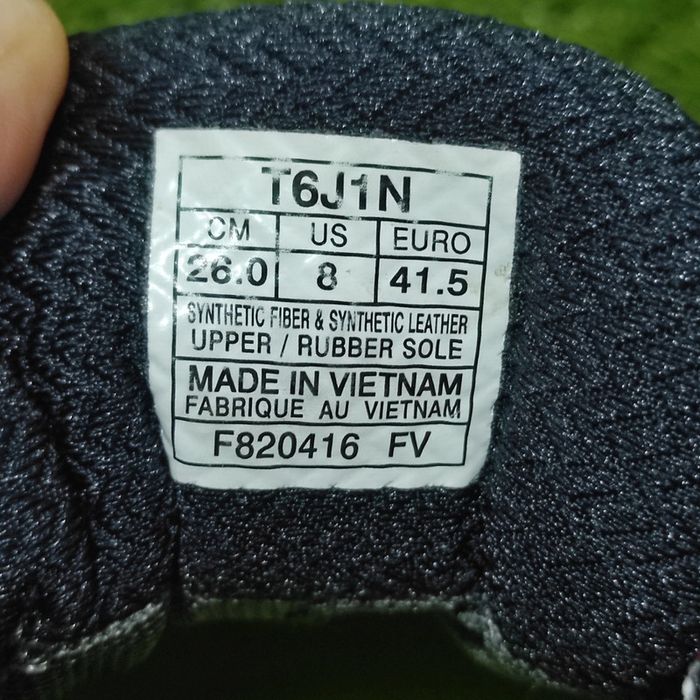 T6J1N
CM US EURO
26.0 8 41.5
SYNTHETIC FIBER & SYNTHETIC LEATHER
UPPER / RUBBER SOLE
MADE IN VIETNAM
FABRIQUE AU VIETNAM
F820416 FV